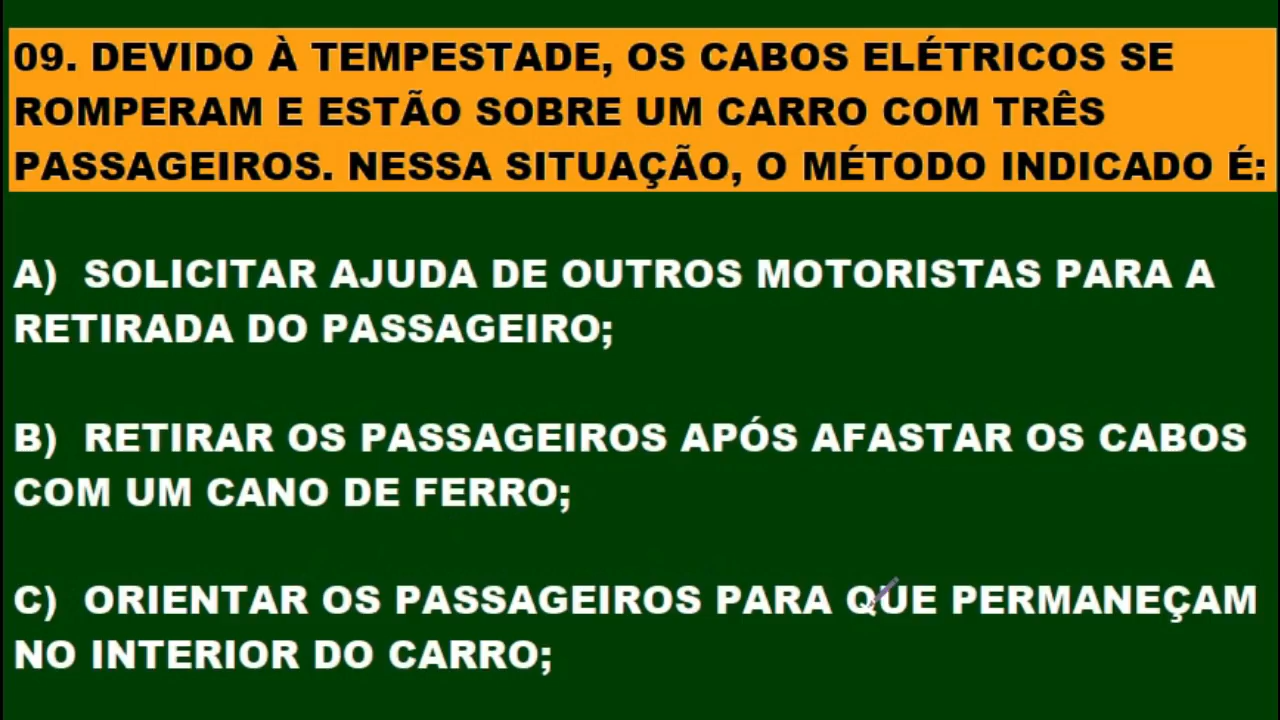 09. DEVIDO À TEMPESTADE, OS CABOS ELÉTRICOS SE
ROMPERAM E ESTÃO SOBRE UM CARRO COM TRÊS
PASSAGEIROS. NESSA SITUAÇÃO, O MÉTODO INDICADO É:
A) SOLICITAR AJUDA DE OUTROS MOTORISTAS PARA A
RETIRADA DO PASSAGEIRO;
B) RETIRAR OS PASSAGEIROS APÓS AFASTAR OS CABOS
COM UM CANO DE FERRO;
C) ORIENTAR OS PASSAGEIROS PARA QUE PERMANEÇAM
NO INTERIOR DO CARRO;